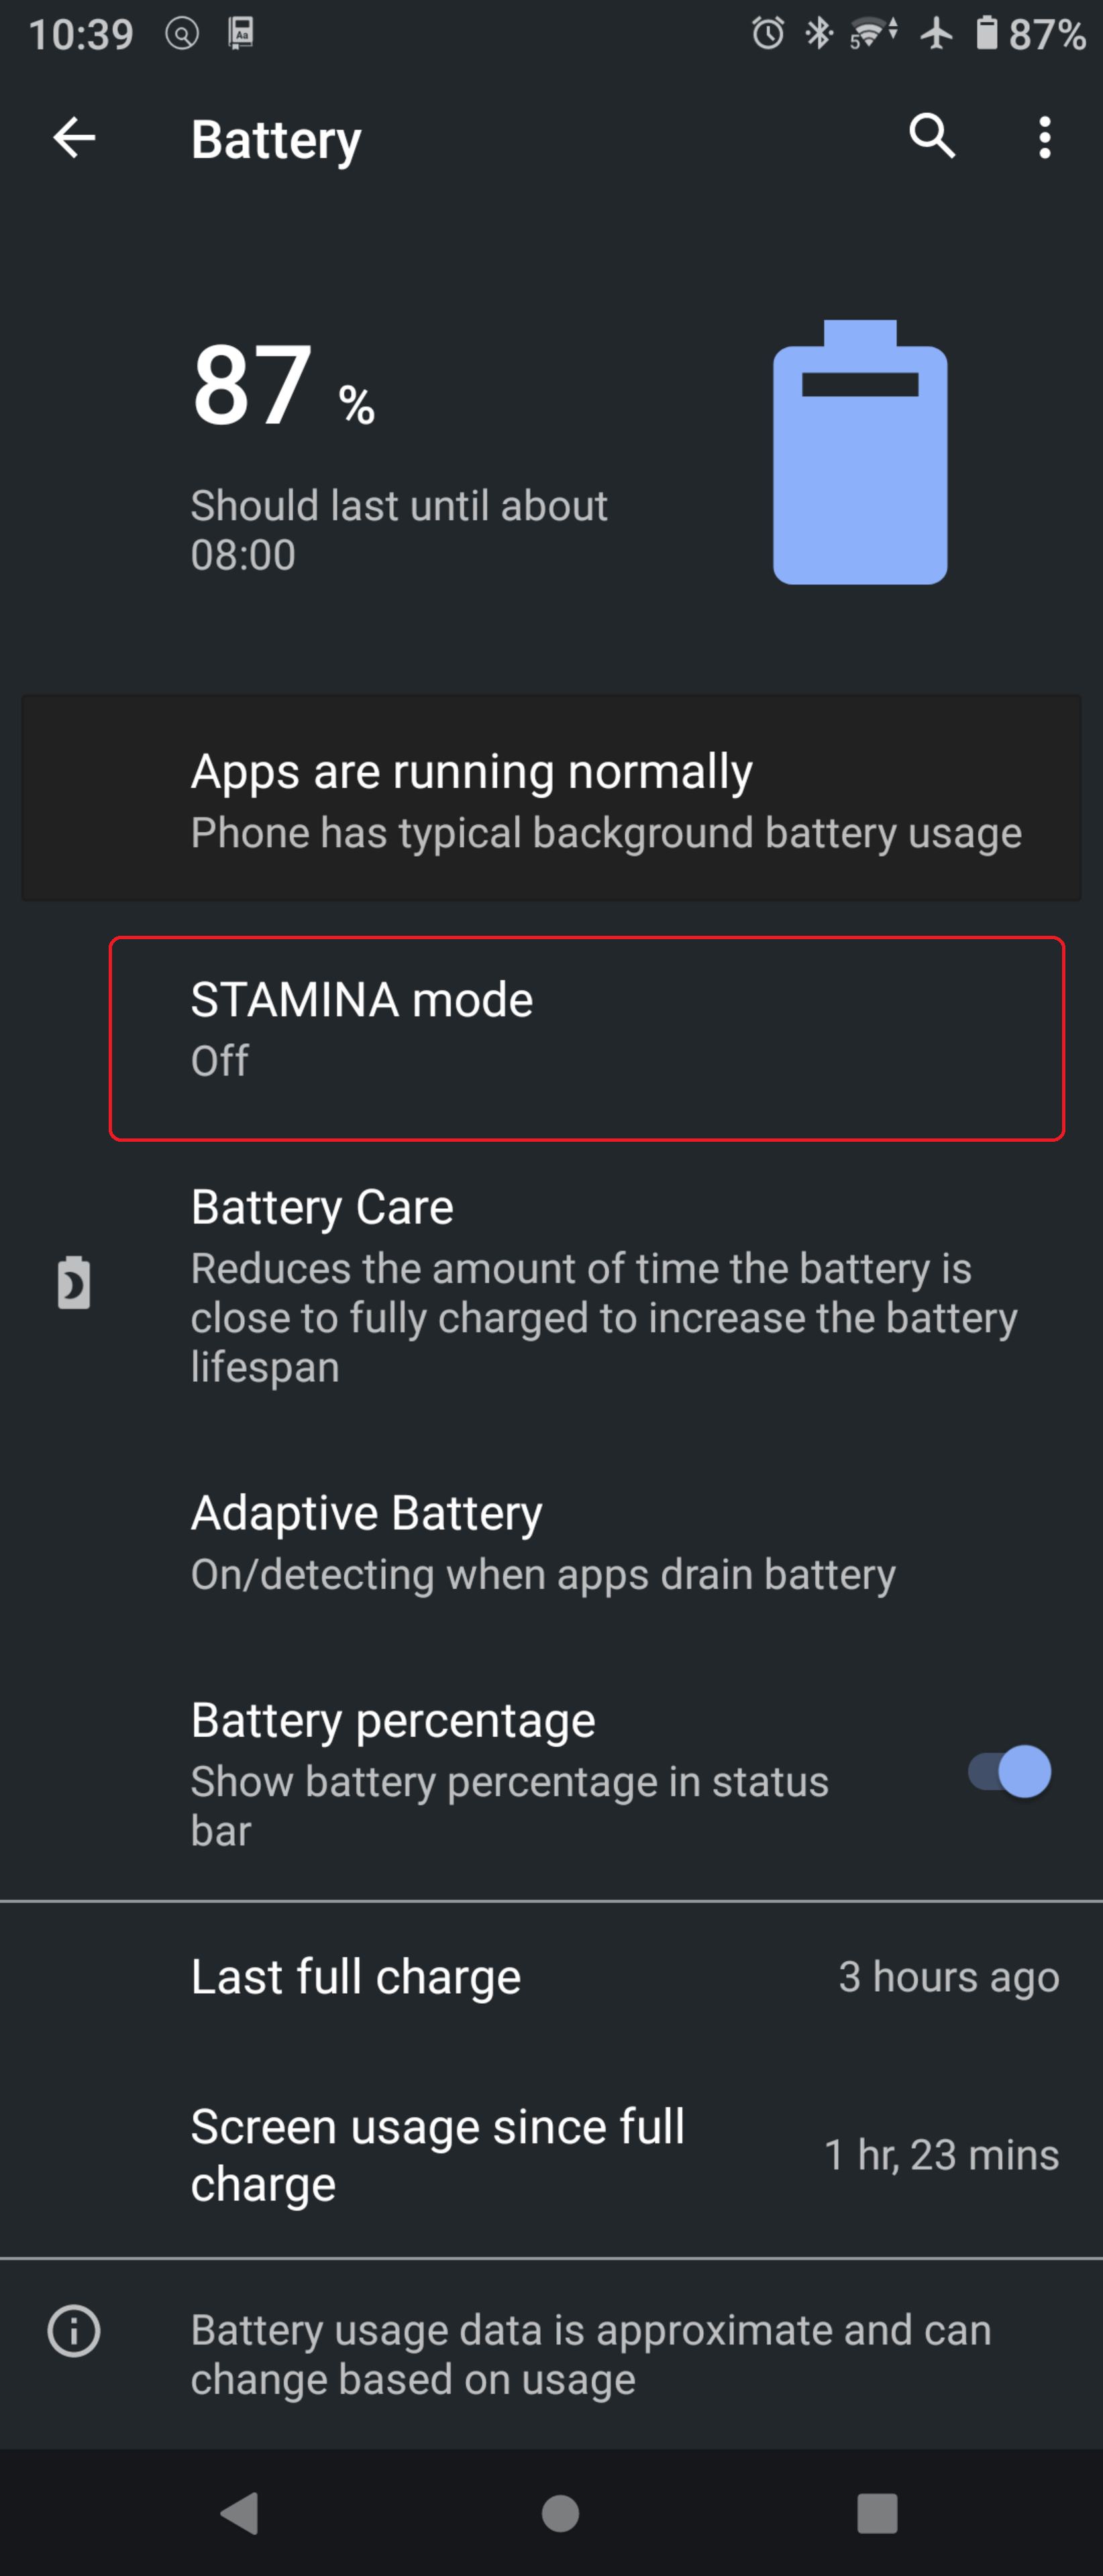 10:39
Aa
5
87%
Battery
87 %
Should last until about
08:00
Apps are running normally
Phone has typical background battery usage
STAMINA mode
Off
Battery Care
Reduces the amount of time the battery is
close to fully charged to increase the battery
lifespan
Adaptive Battery
On/detecting when apps drain battery
Battery percentage
Show battery percentage in status
bar
Last full charge
3 hours ago
Screen usage since full
charge
1 hr, 23 mins
Battery usage data is approximate and can
change based on usage